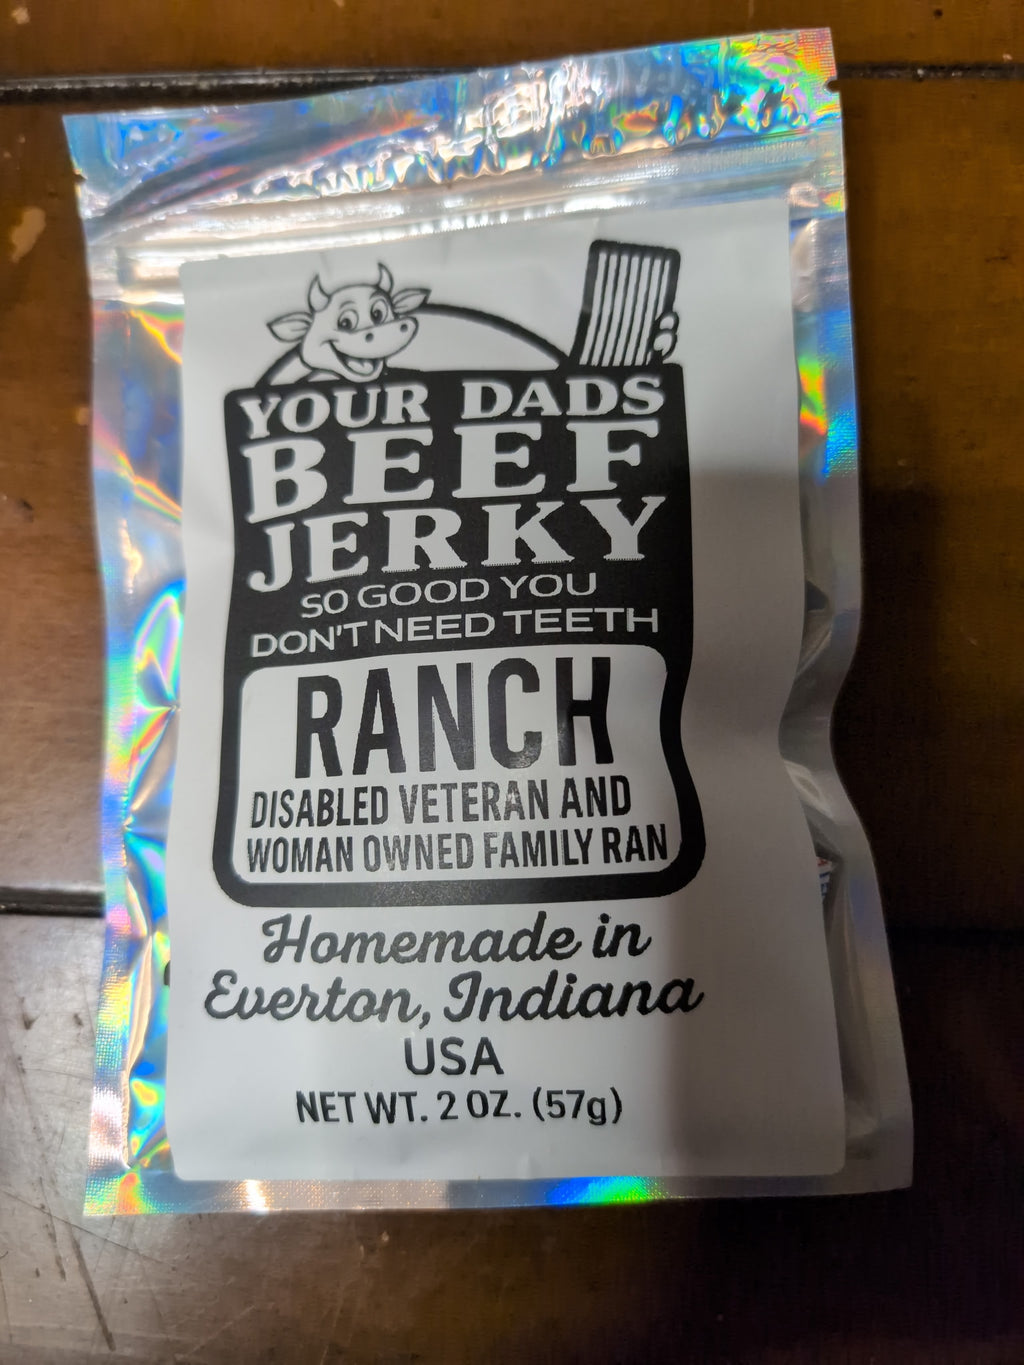 YOUR DADS
BEEF
JERKY
SO GOOD YOU
DON'T NEED TEETH
RANCH
DISABLED VETERAN AND
WOMAN OWNED FAMILY RAN
Homemade in
Everton, Indiana
USA
NET WT. 2 OZ. (57g)